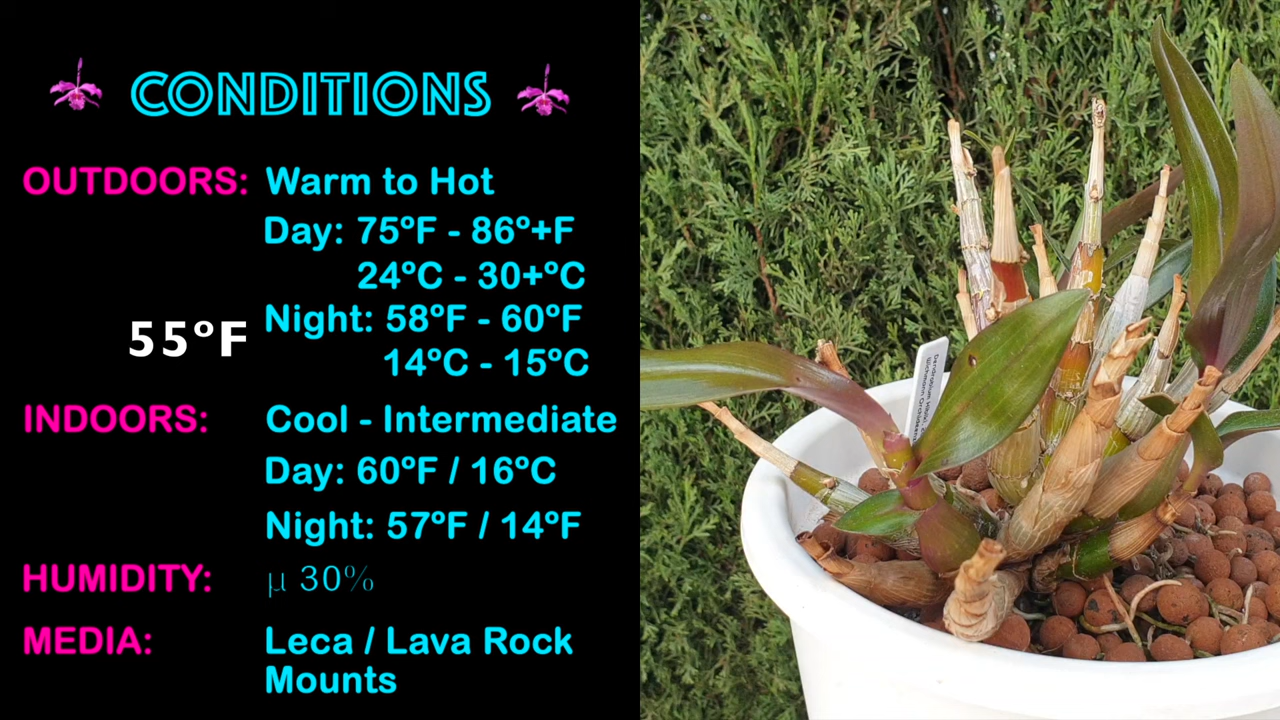 CONDITIONS
OUTDOORS: Warm to Hot
Day: 75ºF - 86º+F
24ºC - 30+ºC
55ºF
Night: 58ºF - 60ºF
14ºC - 15ºC
INDOORS: Cool - Intermediate
Day: 60ºF / 16ºC
Night: 57ºF / 14ºF
HUMIDITY: µ 30%
MEDIA: Leca / Lava Rock
Mounts
Dendrobium